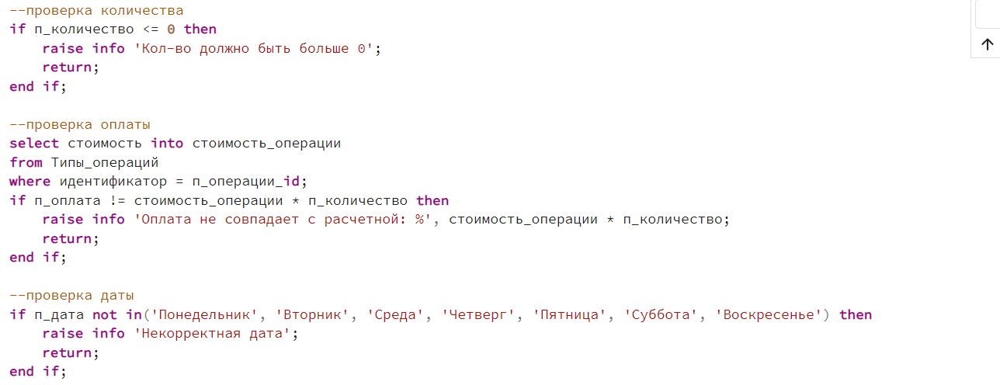 --проверка количества
if п_количество <= 0 then
    raise info 'Кол-во должно быть больше 0';
    return;
end if;

--проверка оплаты
select стоимость into стоимость_операции
from Типы_операций
where идентификатор = п_операции_id;
if п_оплата != стоимость_операции * п_количество then
    raise info 'Оплата не совпадает с расчетной: %', стоимость_операции * п_количество;
    return;
end if;

--проверка даты
if п_дата not in('Понедельник', 'Вторник', 'Среда', 'Четверг', 'Пятница', 'Суббота', 'Воскресенье') then
    raise info 'Некорректная дата';
    return;
end if;